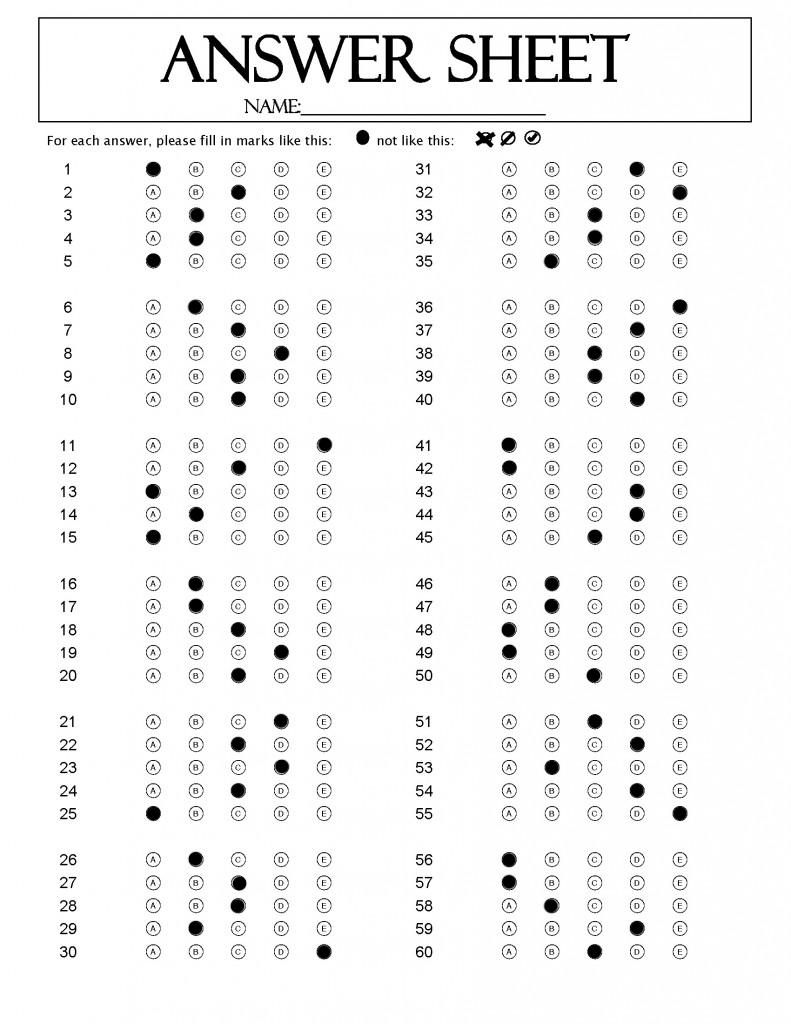 ANSWER SHEET
NAME:
For each answer, please fill in marks like this: not like this:
1 B C D E 31 A B C E
2 A B D E 32 A B C D
3 A C D E 33 A B D E
4 A C D E 34 A B D E
5 B C D E 35 A C D E
6 A C D E 36 A B C D
7 A B D E 37 A B C E
8 A B C E 38 A B D E
9 A B D E 39 A B D E
10 A B D E 40 A B C E
11 A B C D 41 B C D E
12 A B D E 42 B C D E
13 B C D E 43 A B C E
14 A C D E 44 A B C E
15 B C D E 45 A B D E
16 A C D E 46 A C D E
17 A C D E 47 A C D E
18 A B D E 48 B C D E
19 A B C E 49 B C D E
20 A B D E 50 A B D E
21 A B C E 51 A B D E
22 A B D E 52 A B C E
23 A B C E 53 A C D E
24 A B D E 54 A B C E
25 B C D E 55 A B C D
26 A C D E 56 B C D E
27 A B D E 57 B C D E
28 A B D E 58 A C D E
29 A C D E 59 A B C E
30 A B C D 60 A B D E